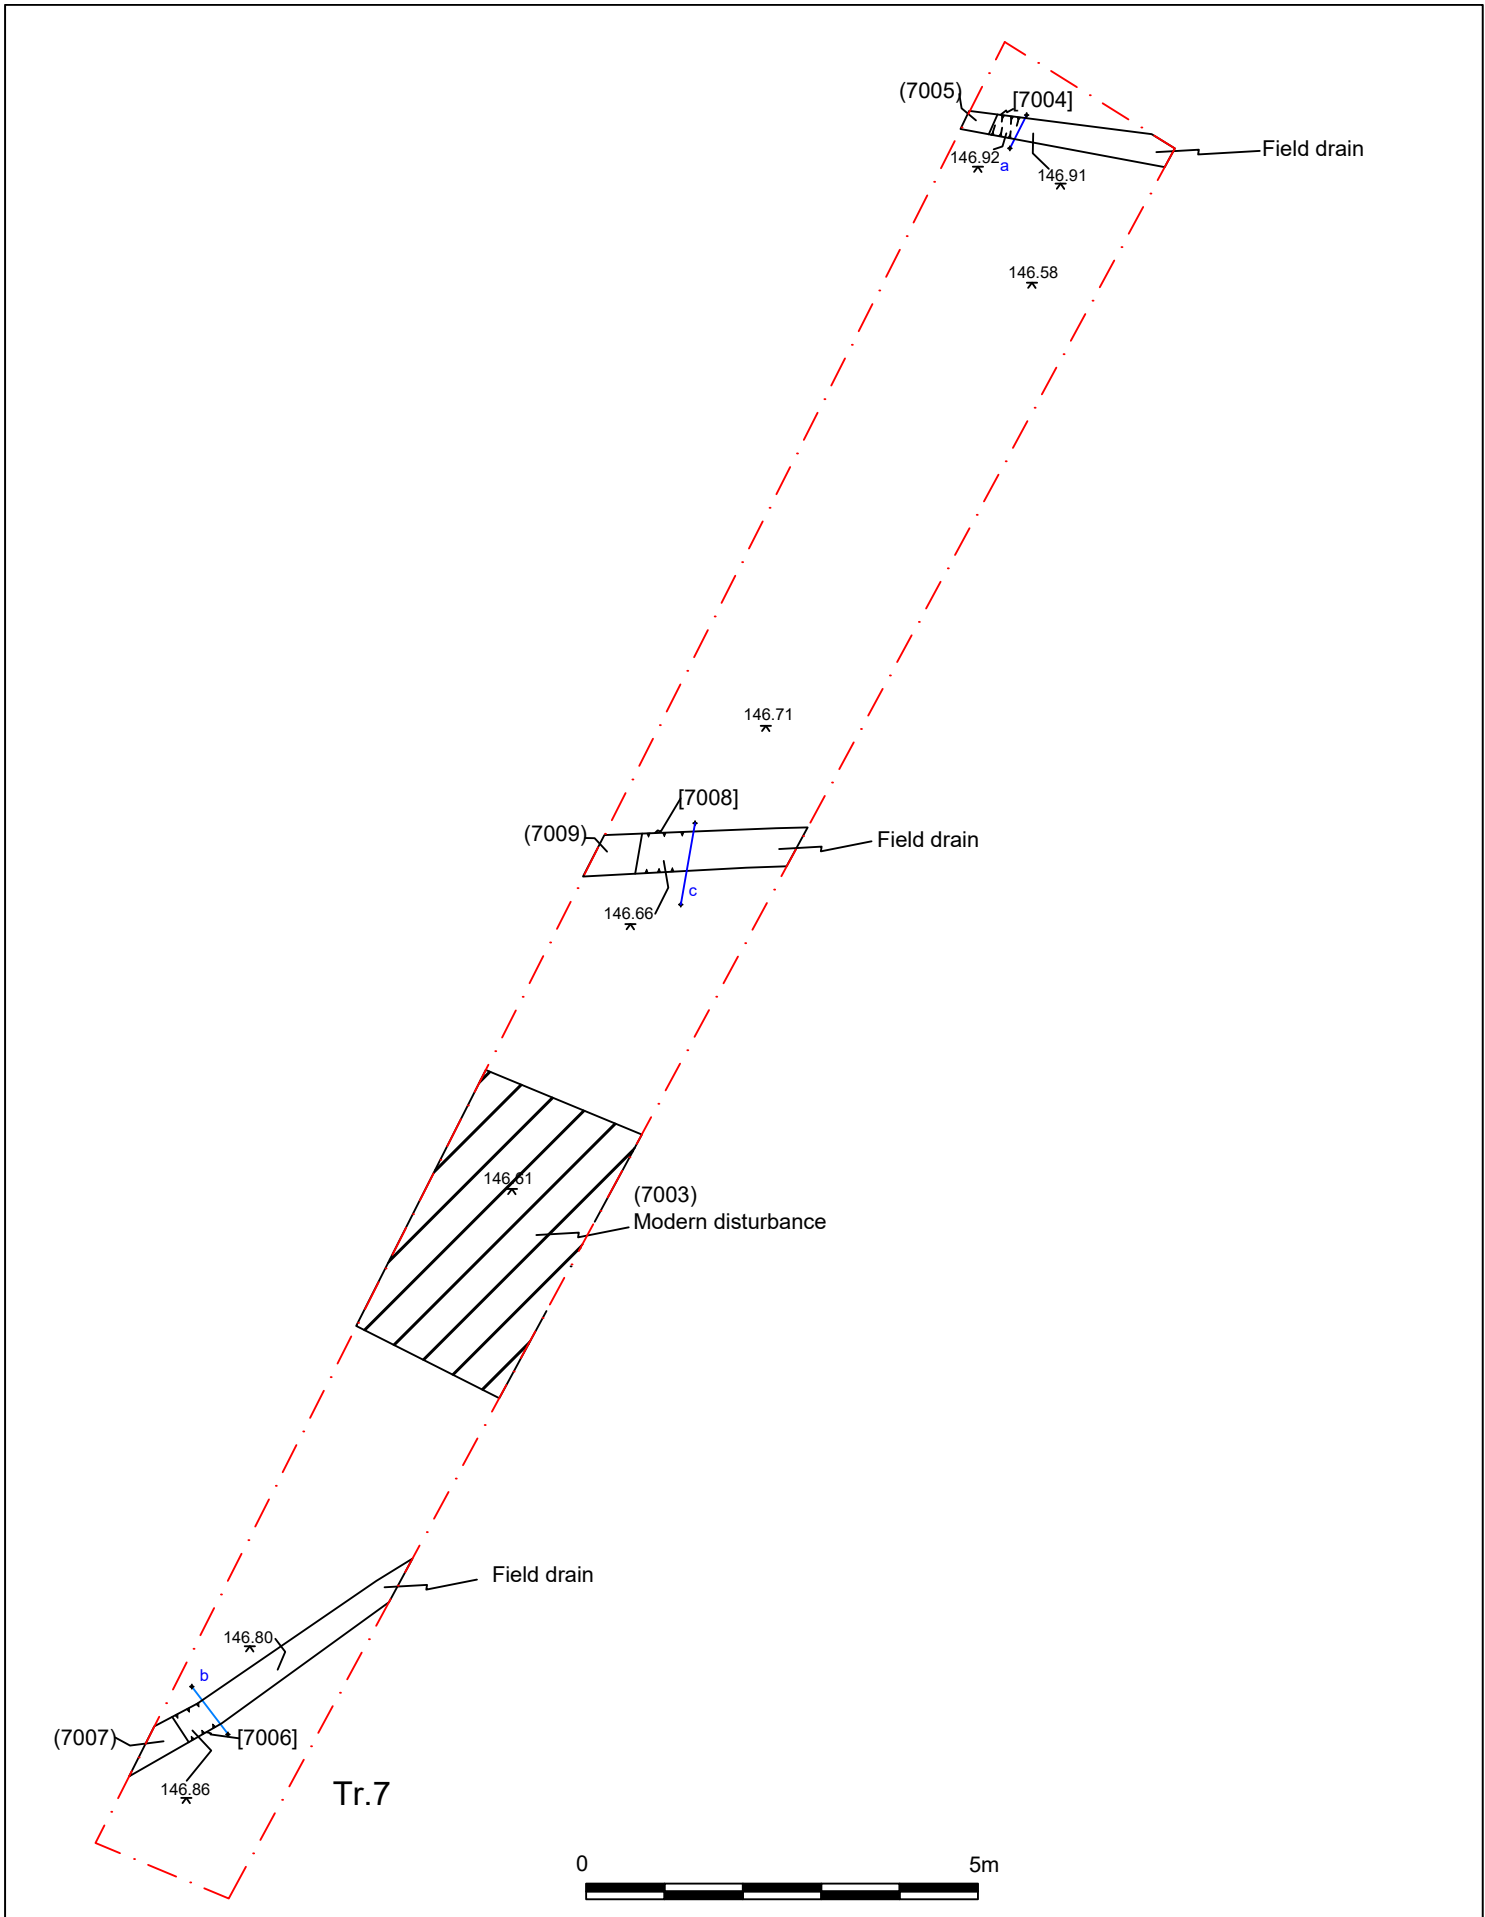 (7005)
[7004]
Field drain
146.92
a
146.91
146.58
146.71
[7008]
(7009)
Field drain
c
146.66
146.61
(7003)
Modern disturbance
Field drain
146.80
b
(7007)
[7006]
146.86
Tr.7
0
5m